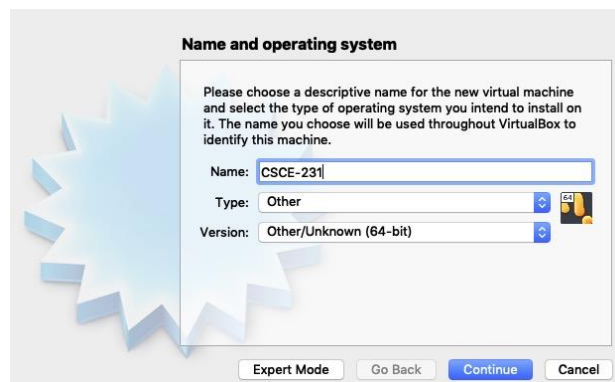 Name and operating system
Please choose a descriptive name for the new virtual machine
and select the type of operating system you intend to install on
it. The name you choose will be used throughout VirtualBox to
identify this machine.
Name: CSCE-231
Type: Other
64
Version: Other/Unknown (64-bit)
Expert Mode Go Back Continue Cancel